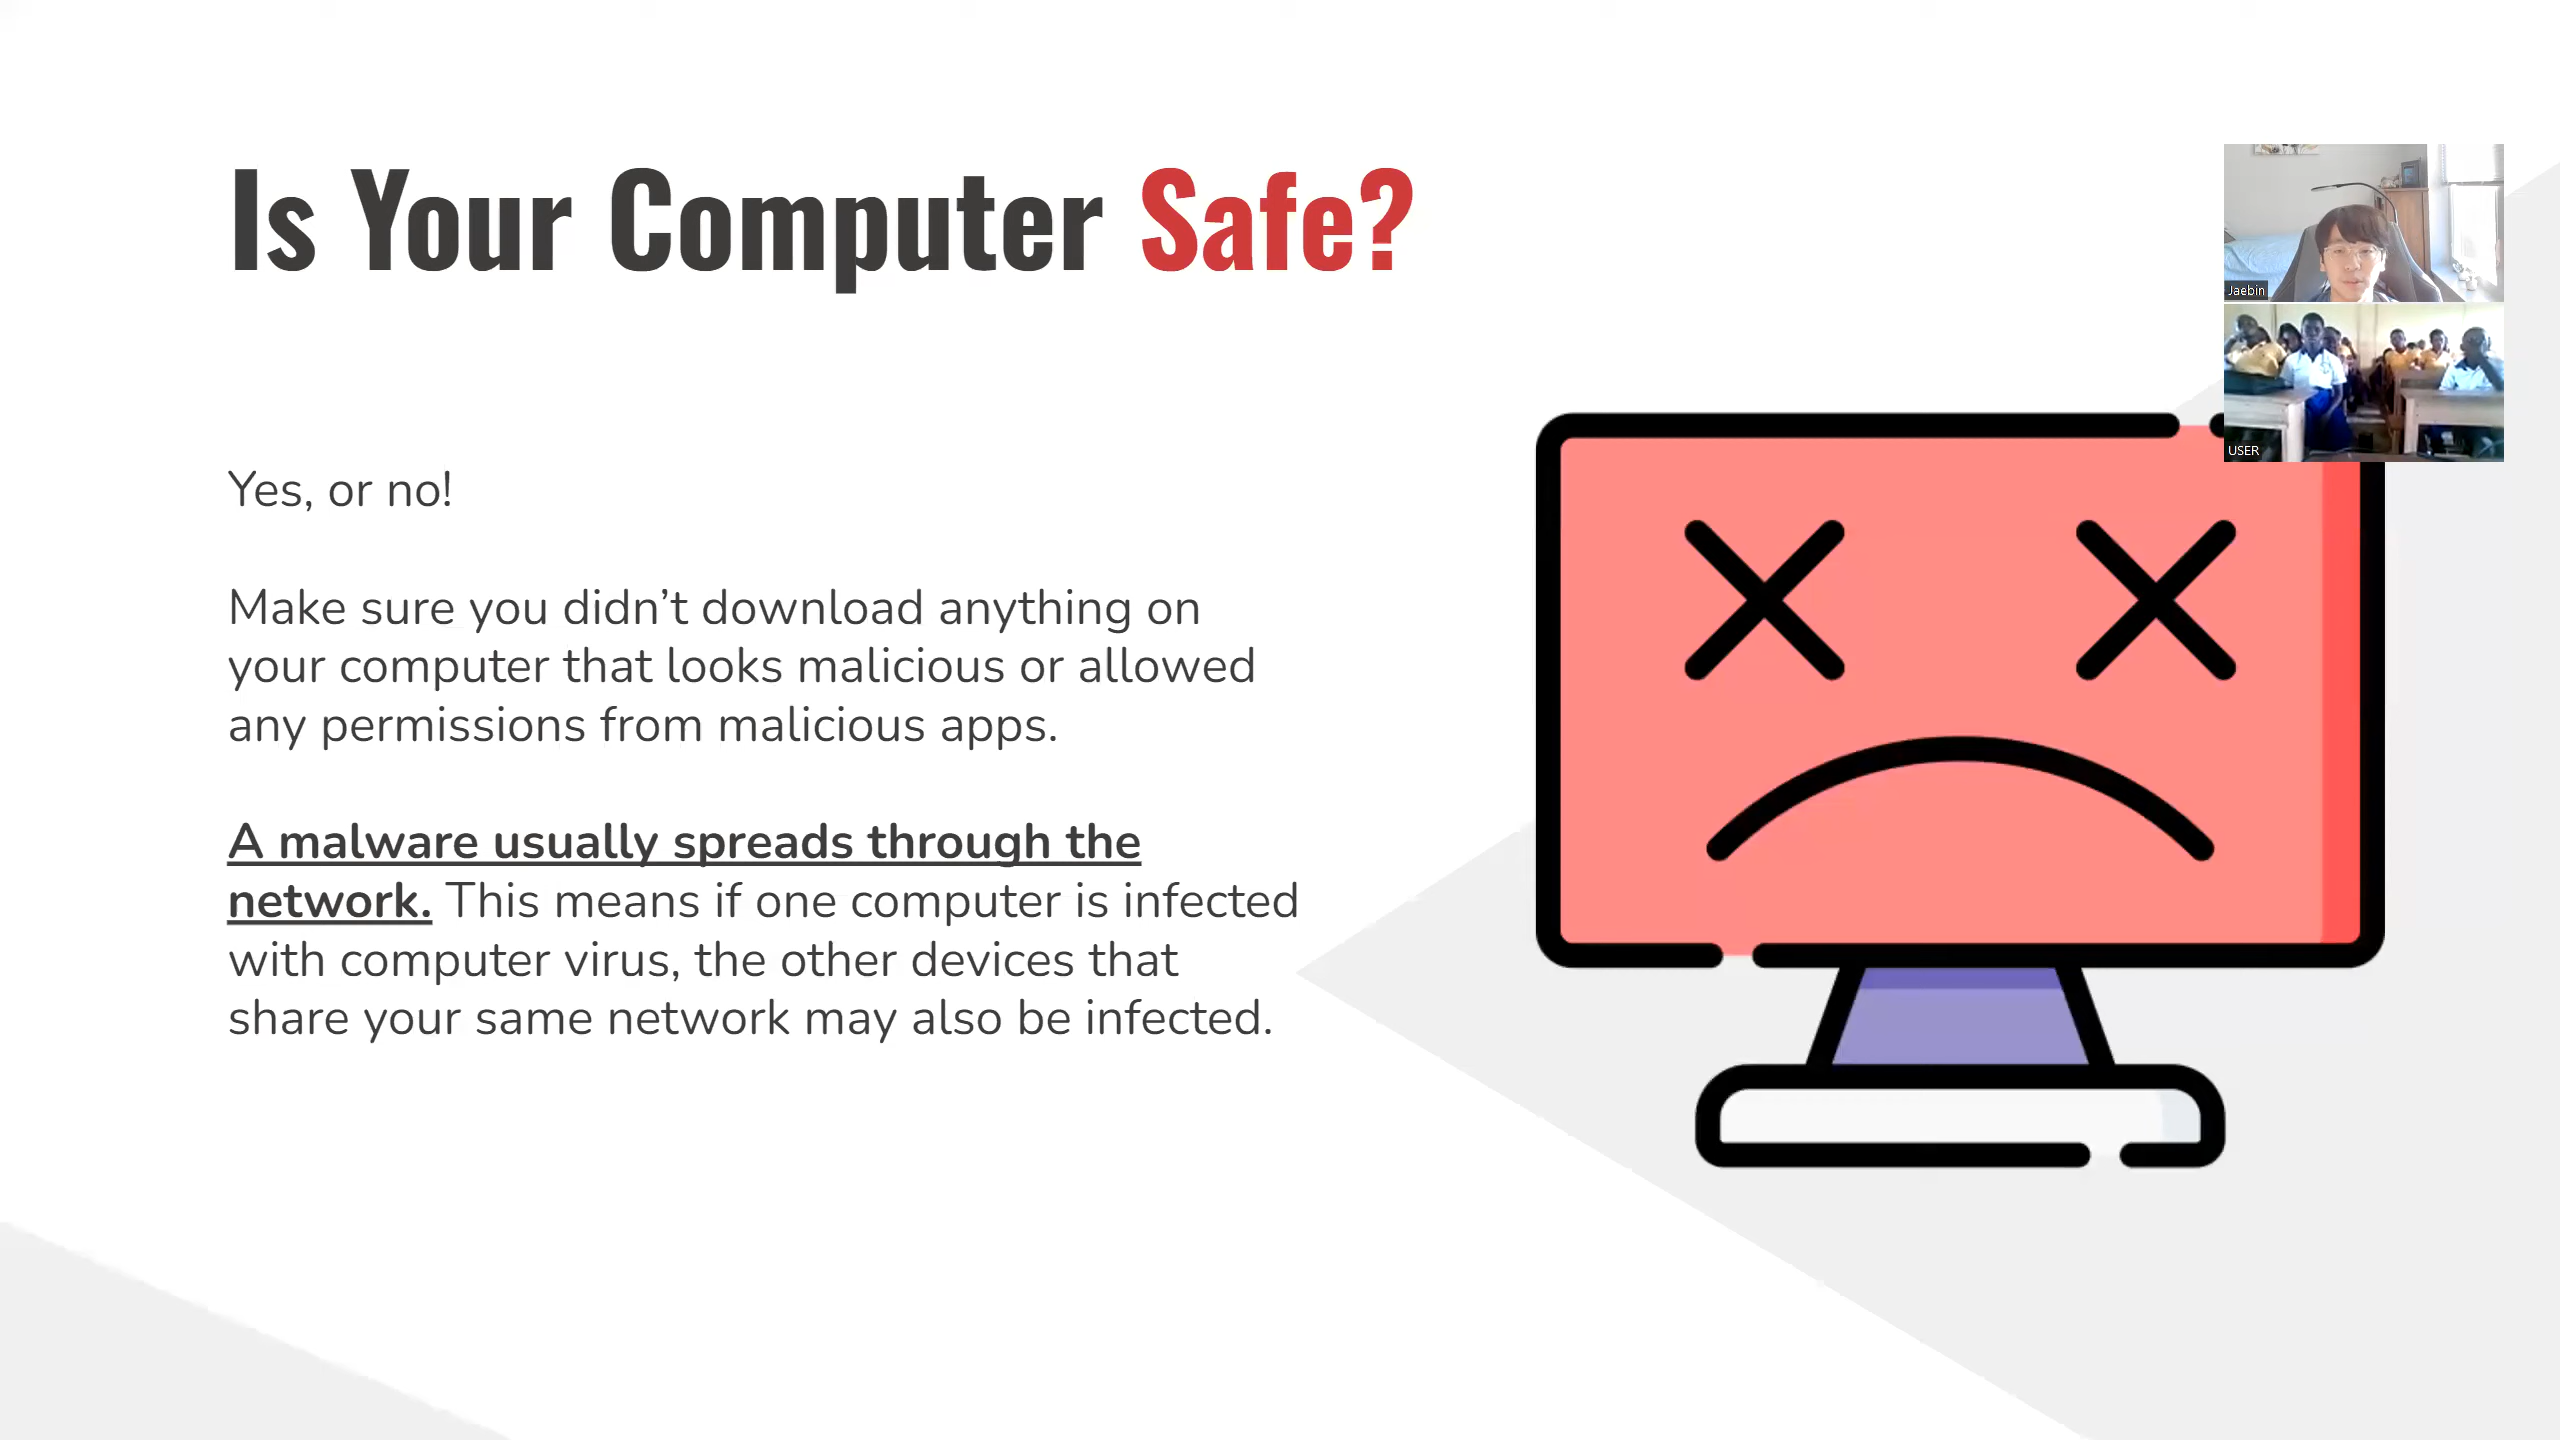 Is Your Computer Safe?
Yes, or no!
Make sure you didn’t download anything on
your computer that looks malicious or allowed
any permissions from malicious apps.
A malware usually spreads through the
network. This means if one computer is infected
with computer virus, the other devices that
share your same network may also be infected.
Jaebin
USER